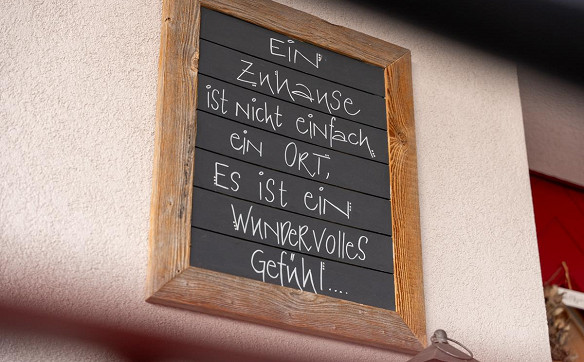 Ein
Zuhause
ist nicht einfach
ein ORT,
Es ist ein
WUNDERVOLLES
Gefühl....